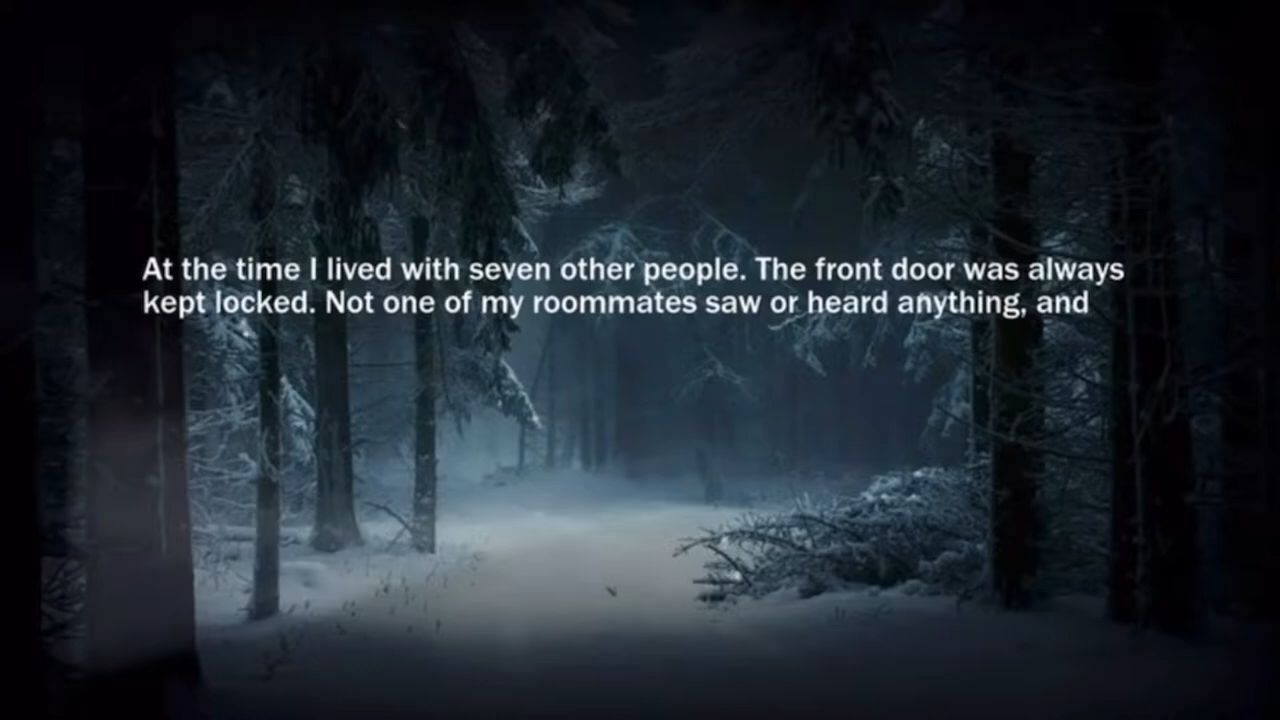 At the time I lived with seven other people. The front door was always
kept locked. Not one of my roommates saw or heard anything, and